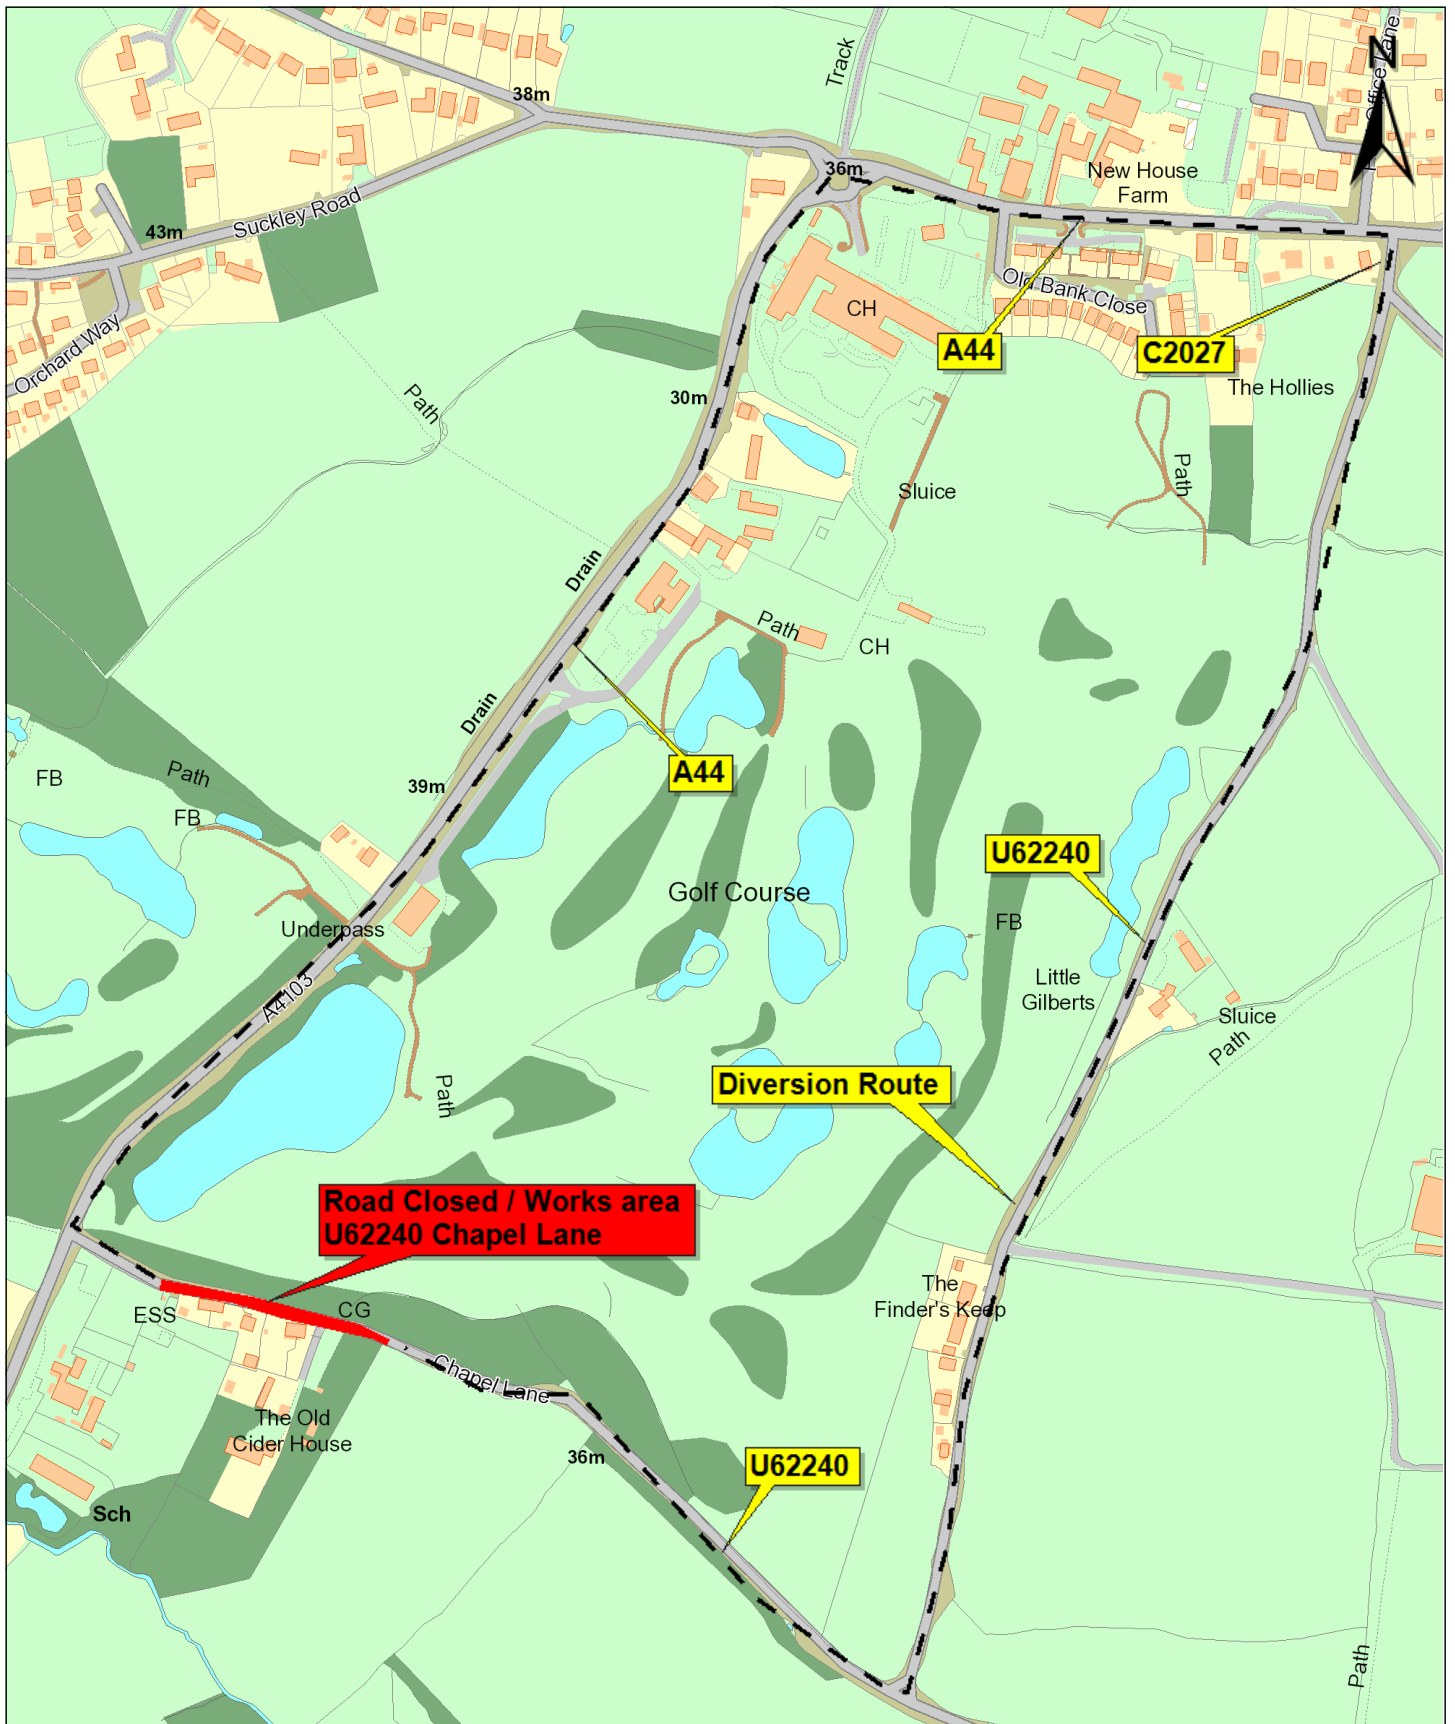 38m
Track
N
Office Lane
36m
New House
Farm
Suckley Road
43m
Old Bank Close
CH
A44
C2027
Orchard Way
Path
30m
The Hollies
Path
Sluice
Drain
Path
CH
Drain
A44
FB
Path
39m
FB
U62240
Golf Course
Underpass
FB
A4103
Little
Gilberts
Sluice
Path
Path
Diversion Route
Road Closed / Works area
U62240 Chapel Lane
ESS
CG
The
Finder's Keep
Chapel Lane
The Old
Cider House
36m
U62240
Sch
Path